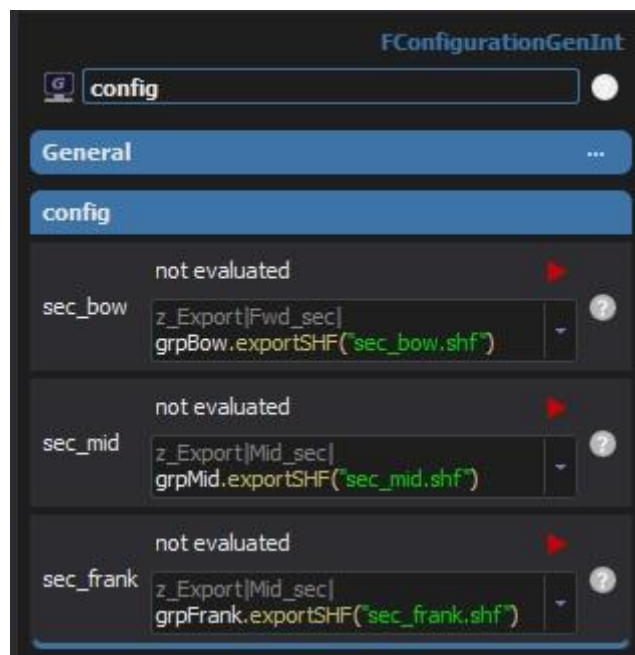 FConfigurationGenInt
G config
General ...
config
not evaluated
sec_bow
z_Export|Fwd_sec|
grpBow.exportSHF("sec_bow.shf")
not evaluated
sec_mid
z_Export|Mid_sec|
grpMid.exportSHF("sec_mid.shf")
not evaluated
sec_frank
z_Export|Mid_sec|
grpFrank.exportSHF("sec_frank.shf")